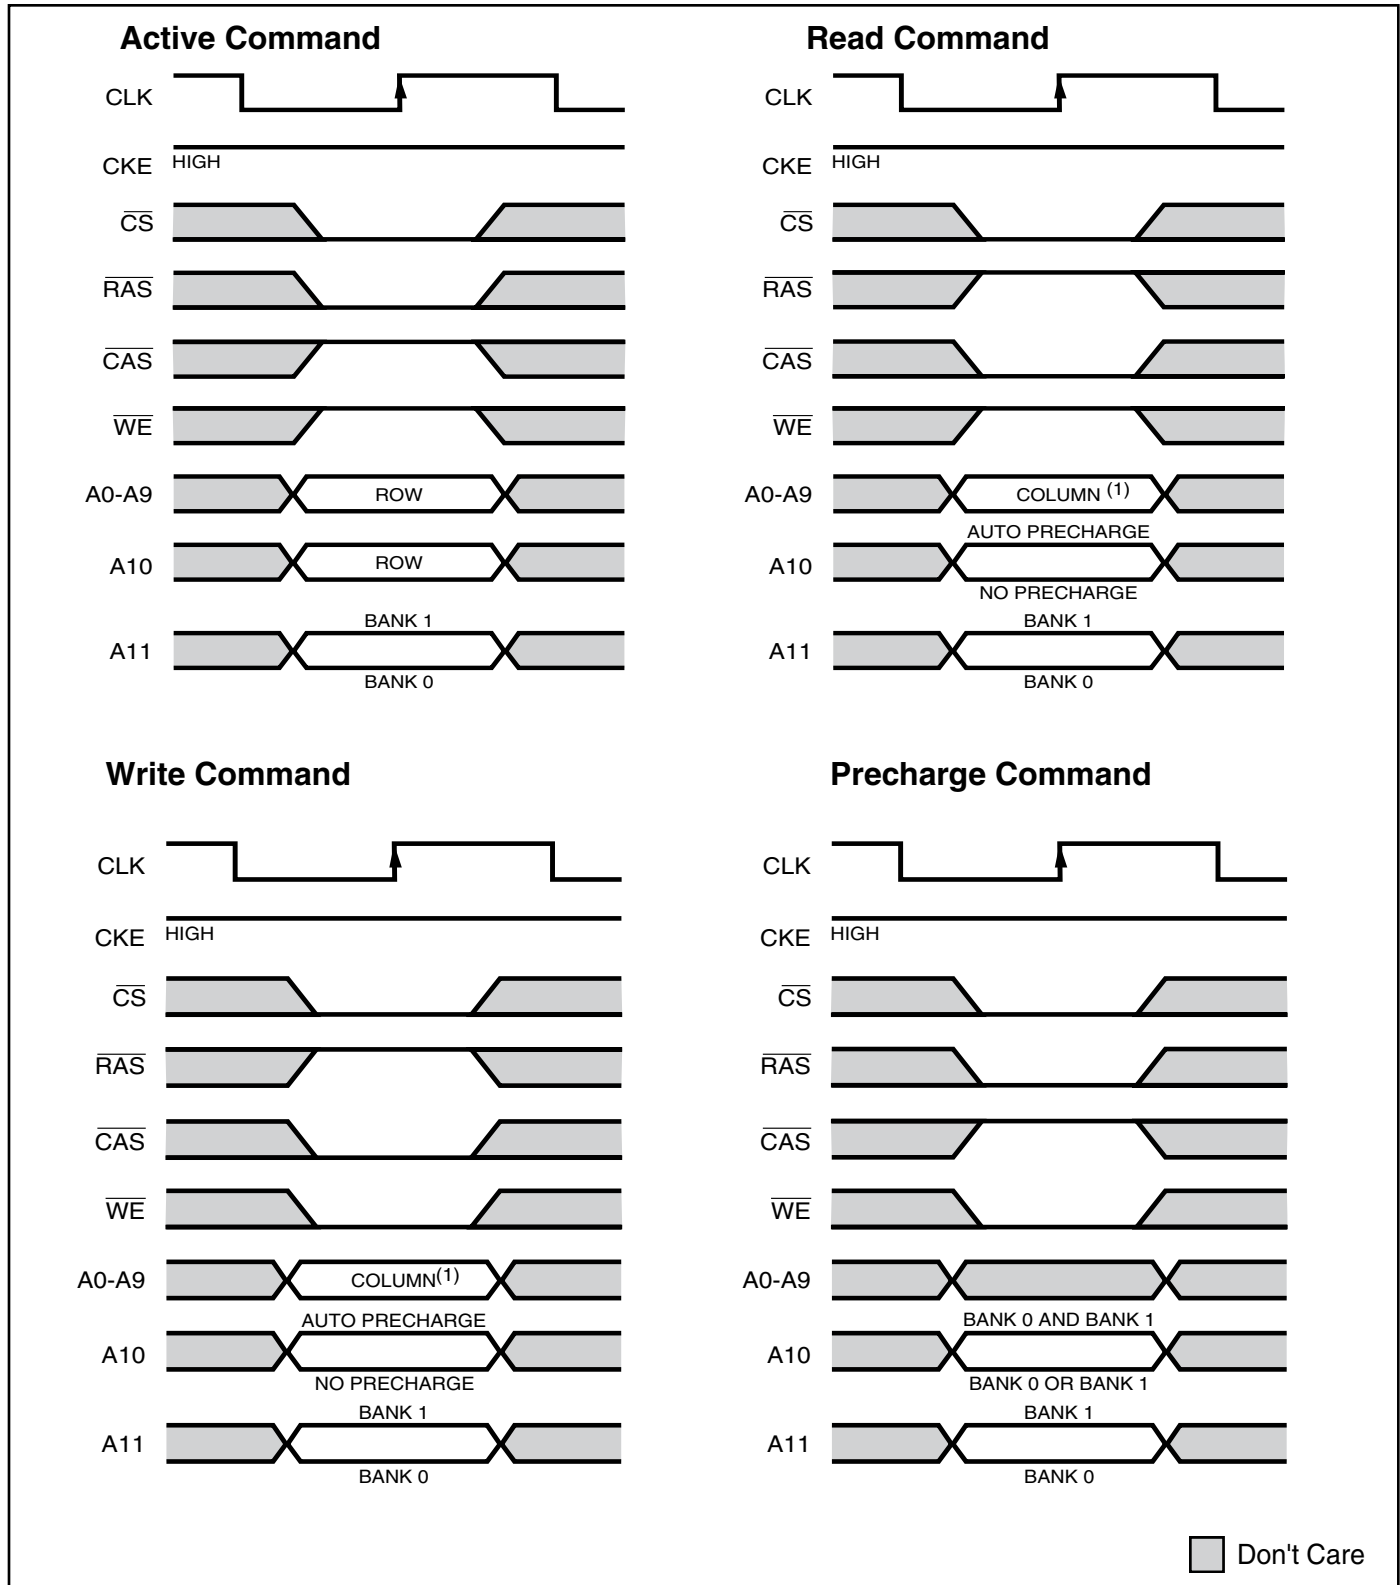 Active Command
CLK
CKE HIGH
CS
RAS
CAS
WE
A0-A9 ROW
A10 ROW
BANK 1
A11
BANK 0
Read Command
CLK
CKE HIGH
CS
RAS
CAS
WE
A0-A9 COLUMN (1)
AUTO PRECHARGE
A10
NO PRECHARGE
BANK 1
A11
BANK 0
Write Command
CLK
CKE HIGH
CS
RAS
CAS
WE
A0-A9 COLUMN(1)
AUTO PRECHARGE
A10
NO PRECHARGE
BANK 1
A11
BANK 0
Precharge Command
CLK
CKE HIGH
CS
RAS
CAS
WE
A0-A9
BANK 0 AND BANK 1
A10
BANK 0 OR BANK 1
BANK 1
A11
BANK 0
Don't Care